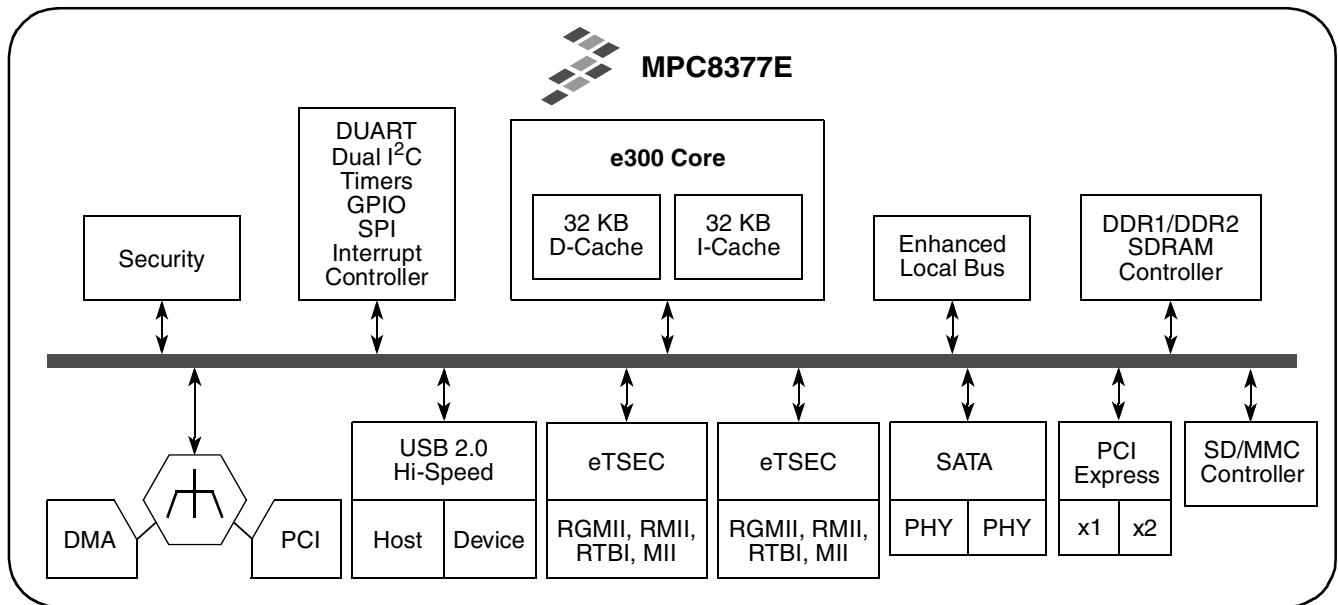 MPC8377E
DUART
Dual I²C
Timers
GPIO
SPI
Interrupt
Controller
e300 Core
32 KB
D-Cache
32 KB
I-Cache
Security
Enhanced
Local Bus
DDR1/DDR2
SDRAM
Controller
USB 2.0
Hi-Speed
Host
Device
eTSEC
RGMII, RMII,
RTBI, MII
eTSEC
RGMII, RMII,
RTBI, MII
SATA
PHY
PHY
PCI
Express
x1
x2
SD/MMC
Controller
DMA
PCI